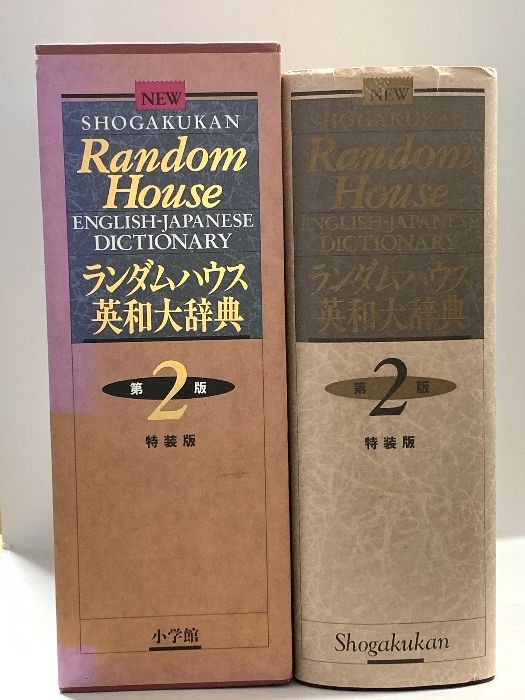 NEW
SHOGAKUKAN
Random
House
ENGLISH-JAPANESE
DICTIONARY
ランダムハウス
英和大辞典
第2版
特装版
小学館
NEW
SHOGAKUKAN
Random
House
ENGLISH-JAPANESE
DICTIONARY
ランダムハウス
英和大辞典
第2版
特装版
Shogakukan